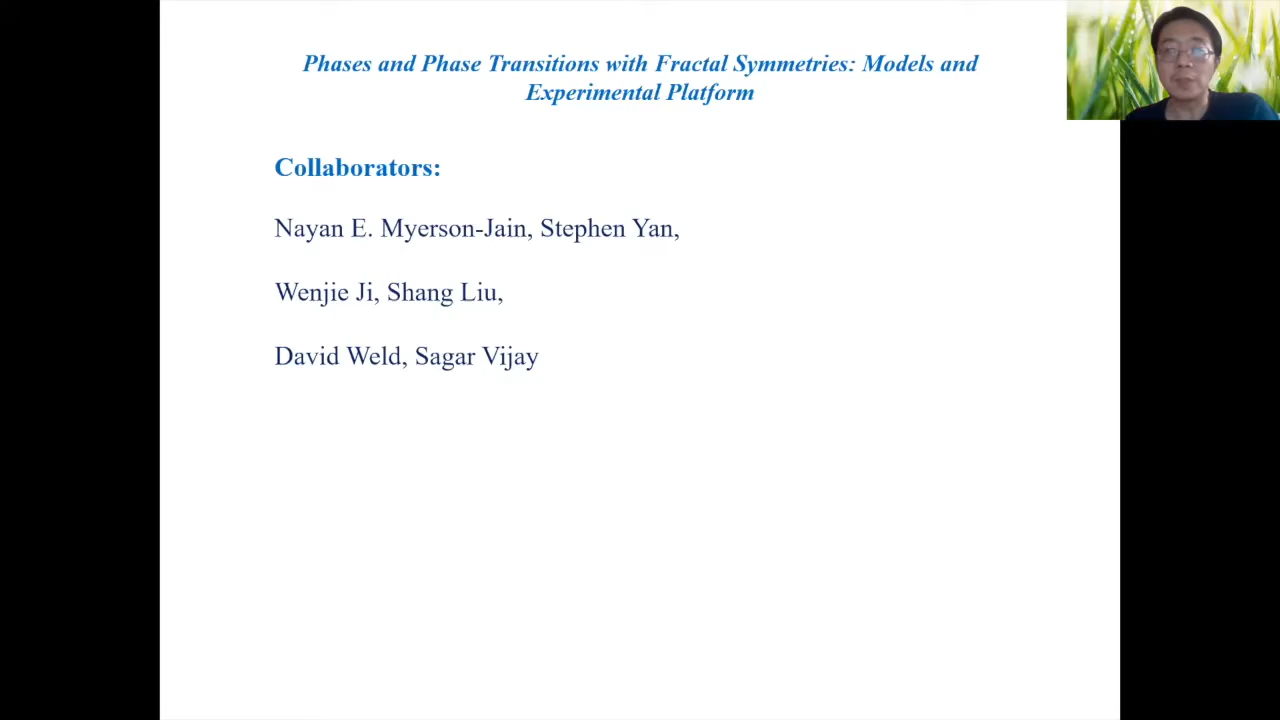 Phases and Phase Transitions with Fractal Symmetries: Models and
Experimental Platform
Collaborators:
Nayan E. Myerson-Jain, Stephen Yan,
Wenjie Ji, Shang Liu,
David Weld, Sagar Vijay